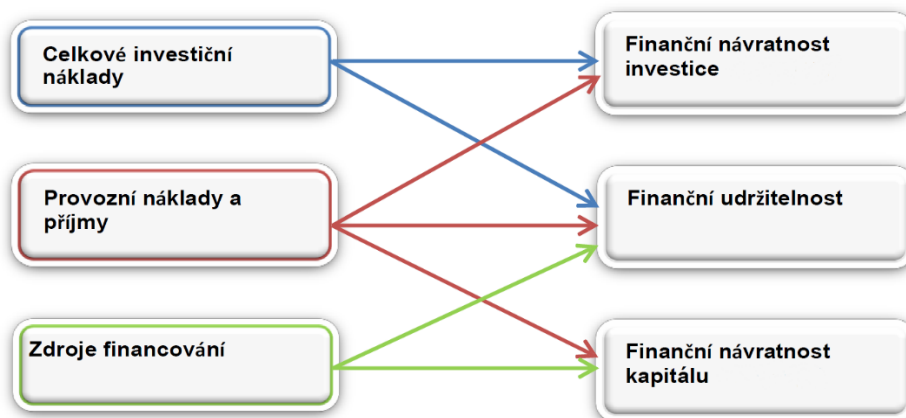 Celkové investiční
náklady
Finanční návratnost
investice
Provozní náklady a
příjmy
Finanční udržitelnost
Zdroje financování
Finanční návratnost
kapitálu